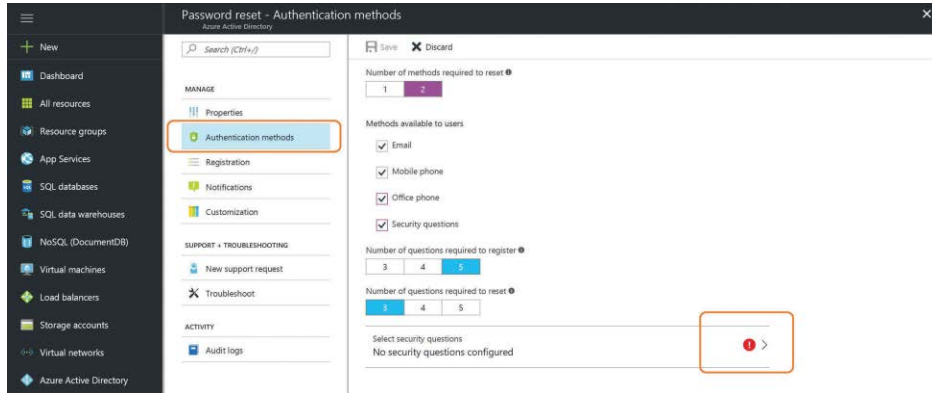 Password reset - Authentication methods
Azure Active Directory
New
Dashboard
All resources
Resource groups
App Services
SQL databases
SQL data warehouses
NoSQL (DocumentDB)
Virtual machines
Load balancers
Storage accounts
Virtual networks
Azure Active Directory
Search (Ctrl+/)
MANAGE
Properties
Authentication methods
Registration
Notifications
Customization
SUPPORT + TROUBLESHOOTING
New support request
Troubleshoot
ACTIVITY
Audit logs
Save Discard
Number of methods required to reset
1 2
Methods available to users
Email
Mobile phone
Office phone
Security questions
Number of questions required to register
3 4 5
Number of questions required to reset
3 4 5
Select security questions
No security questions configured